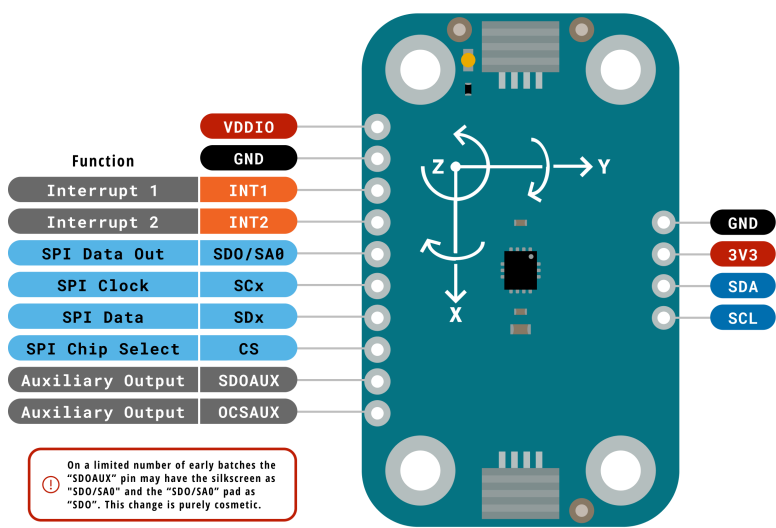 VDDIO
Function
GND
Interrupt 1 INT1
Interrupt 2 INT2
SPI Data Out SDO/SA0
SPI Clock SCx
SPI Data SDx
SPI Chip Select CS
Auxiliary Output SDOAUX
Auxiliary Output OCSAUX
Z
Y
X
GND
3V3
SDA
SCL
On a limited number of early batches the
“SDOAUX” pin may have the silkscreen as
"SDO/SA0" and the “SDO/SA0” pad as
“SDO”. This change is purely cosmetic.